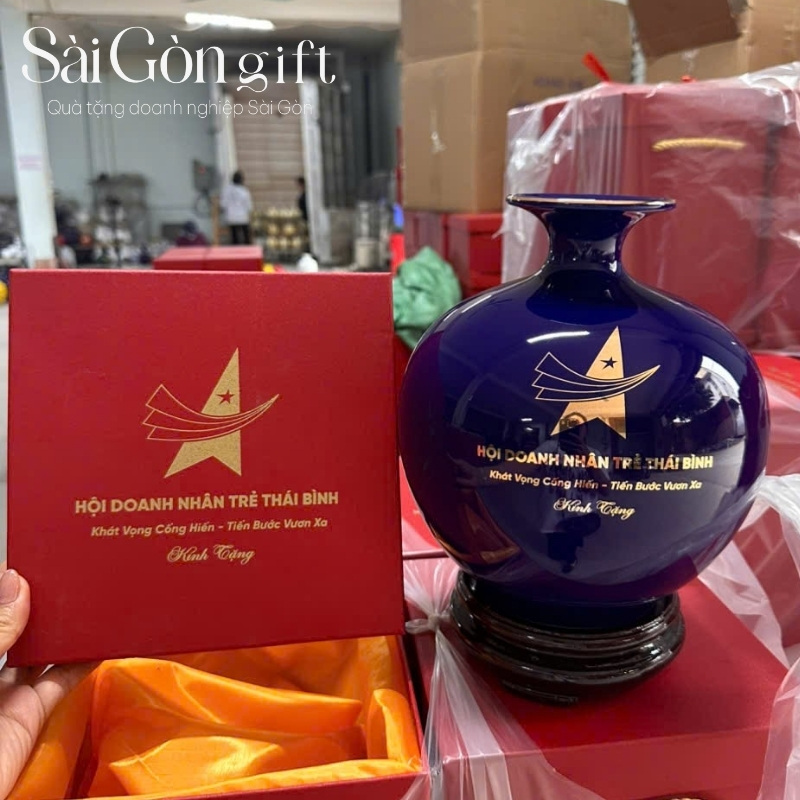 SàiGòngift
Quà tặng doanh nghiệp Sài Gòn
HỘI DOANH NHÂN TRẺ THÁI BÌNH
Khát Vọng Cống Hiến - Tiến Bước Vươn Xa
Kính Tặng
HỘI DOANH NHÂN TRẺ THÁI BÌNH
Khát Vọng Cống Hiến - Tiến Bước Vươn Xa
Kính Tặng